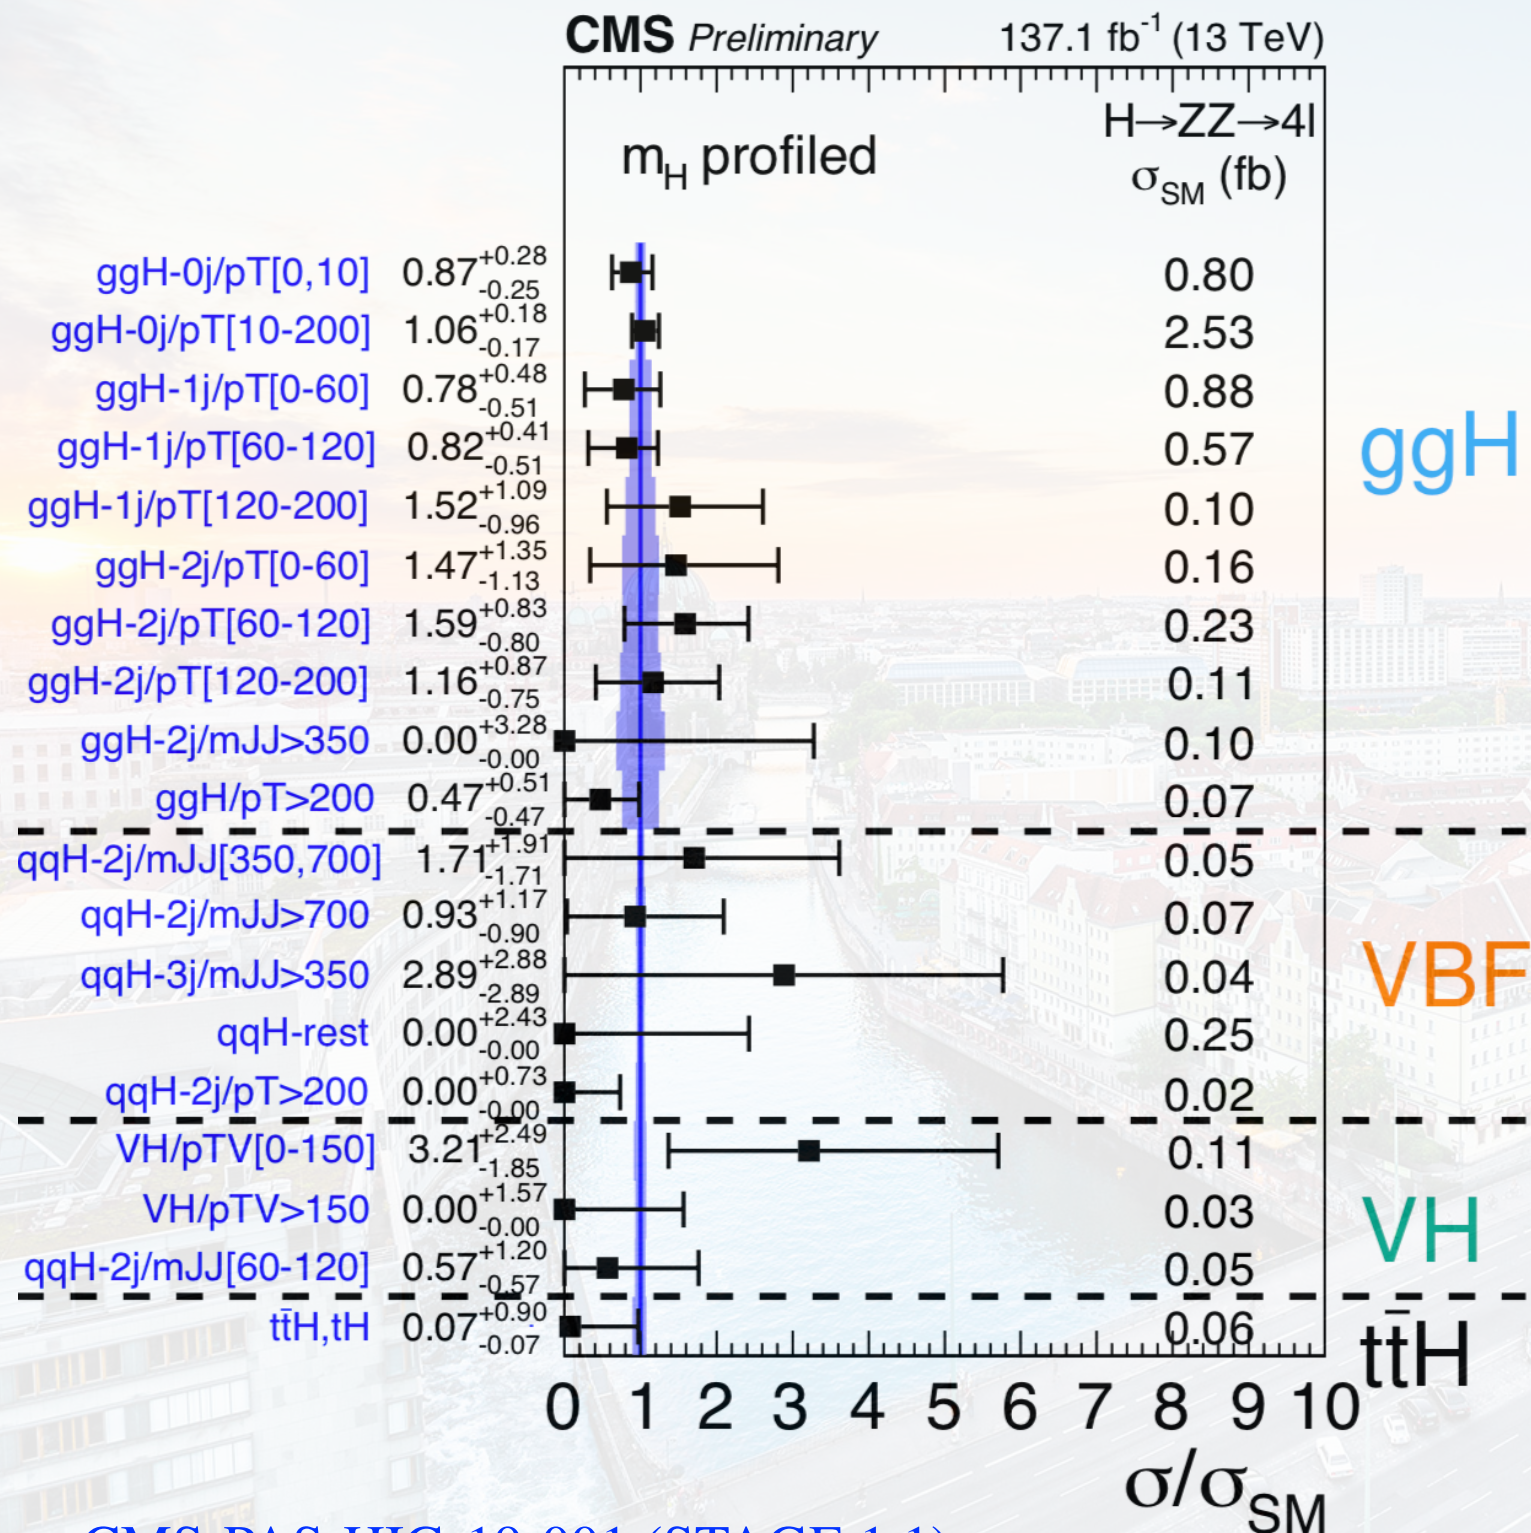 CMS Preliminary 137.1 fb⁻¹ (13 TeV)
H→ZZ→4l
m_H profiled
σ_SM (fb)
ggH-0j/pT[0,10] 0.87 +0.28 -0.25 0.80
ggH-0j/pT[10-200] 1.06 +0.18 -0.17 2.53
ggH-1j/pT[0-60] 0.78 +0.48 -0.51 0.88
ggH-1j/pT[60-120] 0.82 +0.41 -0.51 0.57
ggH
ggH-1j/pT[120-200] 1.52 +1.09 -0.96 0.10
ggH-2j/pT[0-60] 1.47 +1.35 -1.13 0.16
ggH-2j/pT[60-120] 1.59 +0.83 -0.80 0.23
ggH-2j/pT[120-200] 1.16 +0.87 -0.75 0.11
ggH-2j/mJJ>350 0.00 +3.28 -0.00 0.10
ggH/pT>200 0.47 +0.51 -0.47 0.07
qqH-2j/mJJ[350,700] 1.71 +1.91 -1.71 0.05
qqH-2j/mJJ>700 0.93 +1.17 -0.90 0.07
qqH-3j/mJJ>350 2.89 +2.88 -2.89 0.04
VBF
qqH-rest 0.00 +2.43 -0.00 0.25
qqH-2j/pT>200 0.00 +0.73 -0.00 0.02
VH/pTV[0-150] 3.21 +2.49 -1.85 0.11
VH/pTV>150 0.00 +1.57 -0.00 0.03
VH
qqH-2j/mJJ[60-120] 0.57 +1.20 -0.57 0.05
tt̄H,tH 0.07 +0.90 -0.07 0.06
tt̄H
0 1 2 3 4 5 6 7 8 9 10
σ/σ_SM
CMS-PAS-HIG-19-001 (STAGE 1.1)